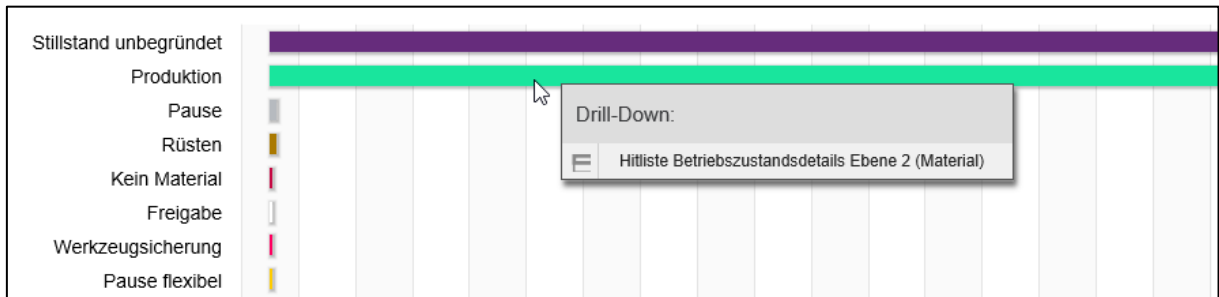 Stillstand unbegründet
Produktion
Pause
Drill-Down:
Rüsten
Hitliste Betriebszustandsdetails Ebene 2 (Material)
Kein Material
Freigabe
Werkzeugsicherung
Pause flexibel